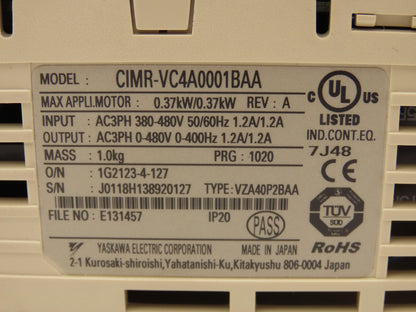 MODEL : CIMR-VC4A0001BAA
MAX APPLI.MOTOR : 0.37kW/0.37kW REV : A
INPUT : AC3PH 380-480V 50/60Hz 1.2A/1.2A
OUTPUT : AC3PH 0-480V 0-400Hz 1.2A/1.2A
MASS : 1.0kg PRG : 1020
O/N : 1G2123-4-127
S/N : J0118H138920127 TYPE: VZA40P2BAA
FILE NO : E131457 IP20 PASS
YASKAWA ELECTRIC CORPORATION MADE IN JAPAN
2-1 Kurosaki-shiroishi,Yahatanishi-Ku,Kitakyushu 806-0004 Japan
C UL US
LISTED
IND.CONT.EQ.
7J48
CE
TÜV
RoHS